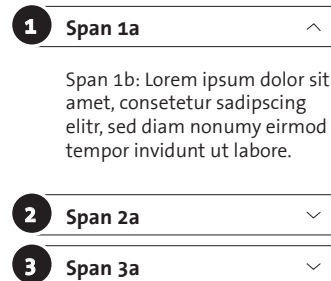 1 Span 1a
Span 1b: Lorem ipsum dolor sit
amet, consetetur sadipscing
elitr, sed diam nonumy eirmod
tempor invidunt ut labore.
2 Span 2a
3 Span 3a